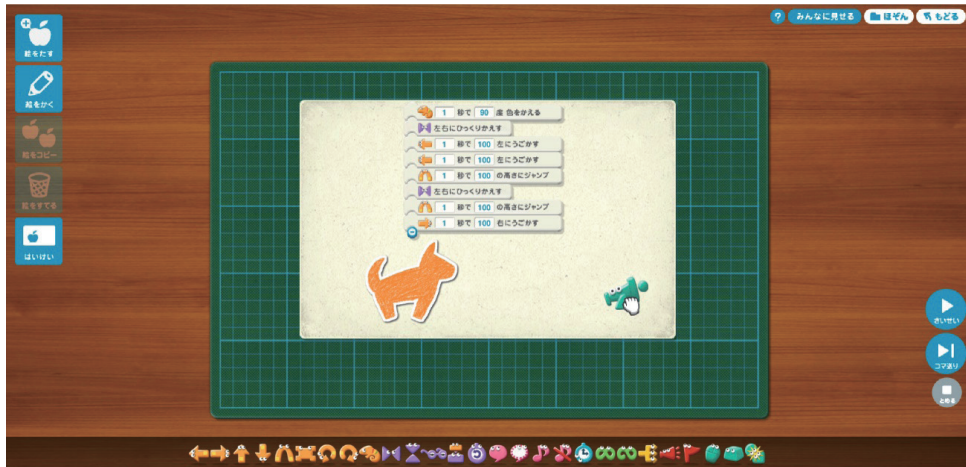 ? みんなに見せる ほぞん もどる
絵をたす
絵をかく
絵をコピー
絵をすてる
はいけい
1 秒で 90 度 色をかえる
左右にひっくりかえす
1 秒で 100 左にうごかす
1 秒で 100 左にうごかす
1 秒で 100 の高さにジャンプ
左右にひっくりかえす
1 秒で 100 の高さにジャンプ
1 秒で 100 右にうごかす
さいせい
コマ送り
とめる